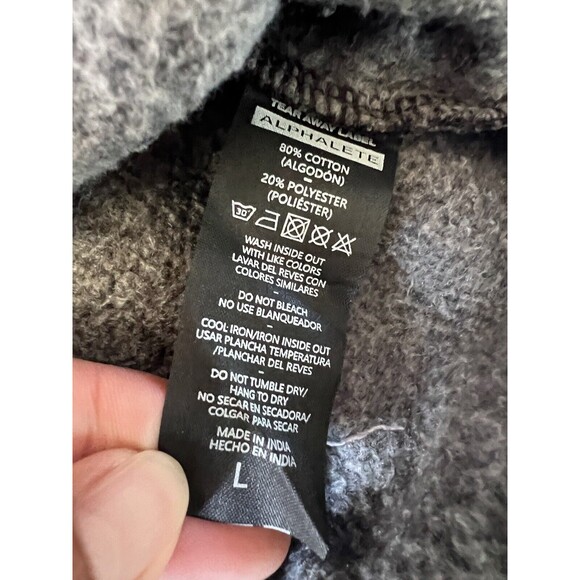 TEAR AWAY LABEL
ALPHALETE
80% COTTON
(ALGODÓN)
–
20% POLYESTER
(POLIÉSTER)
30°
WASH INSIDE OUT
WITH LIKE COLORS
LAVAR DEL REVES CON
COLORES SIMILARES
–
DO NOT BLEACH
NO USE BLANQUEADOR
–
COOL IRON/IRON INSIDE OUT
USAR PLANCHA TEMPERATURA
/PLANCHAR DEL REVES
–
DO NOT TUMBLE DRY/
HANG TO DRY
NO SECAR EN SECADORA/
COLGAR PARA SECAR
–
MADE IN INDIA
HECHO EN INDIA
L